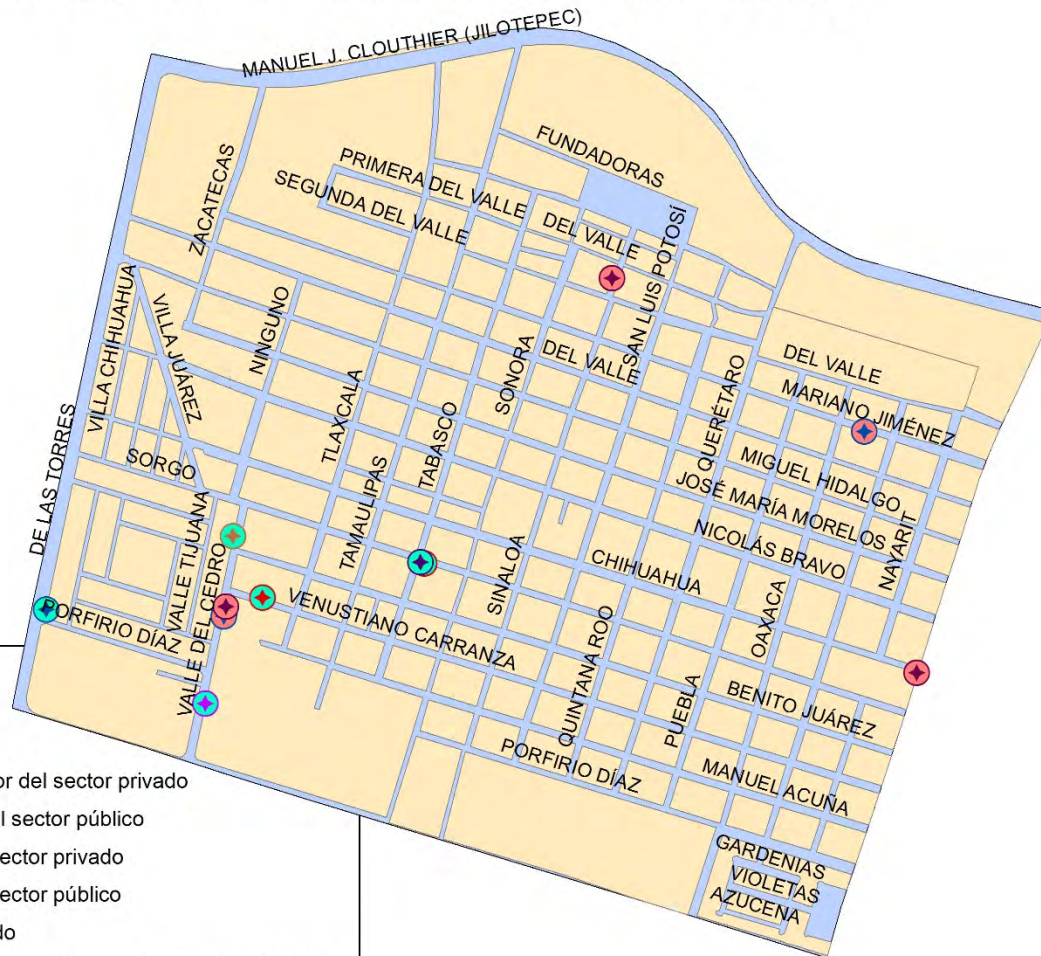 MANUEL J. CLOUTHIER (JILOTEPEC)
FUNDADORAS
ZACATECAS
PRIMERA DEL VALLE
SEGUNDA DEL VALLE
DEL VALLE
SAN LUIS POTOSÍ
VILLA CHIHUAHUA
VILLA JUÁREZ
NINGUNO
SONORA
DEL VALLE
DEL VALLE
MARIANO JIMÉNEZ
TLAXCALA
TABASCO
QUERÉTARO
MIGUEL HIDALGO
DE LAS TORRES
SORGO
TAMAULIPAS
JOSÉ MARÍA MORELOS
NICOLÁS BRAVO
NAYARIT
VALLE TIJUANA
VALLE DEL CEDRO
SINALOA
CHIHUAHUA
OAXACA
PORFIRIO DÍAZ
VENUSTIANO CARRANZA
QUINTANA ROO
PUEBLA
BENITO JUÁREZ
PORFIRIO DÍAZ
MANUEL ACUÑA
GARDENIAS
VIOLETAS
AZUCENA
or del sector privado
l sector público
ector privado
ector público
do